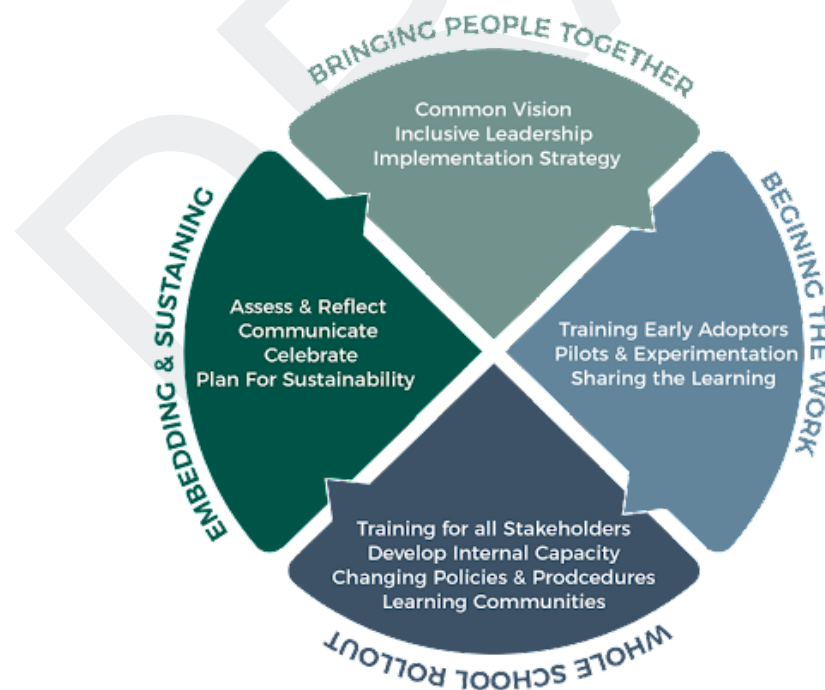 BRINGING PEOPLE TOGETHER
Common Vision
Inclusive Leadership
Implementation Strategy
BEGINING THE WORK
Training Early Adoptors
Pilots & Experimentation
Sharing the Learning
WHOLE SCHOOL ROLLOUT
Training for all Stakeholders
Develop Internal Capacity
Changing Policies & Prodcedures
Learning Communities
EMBEDDING & SUSTAINING
Assess & Reflect
Communicate
Celebrate
Plan For Sustainability